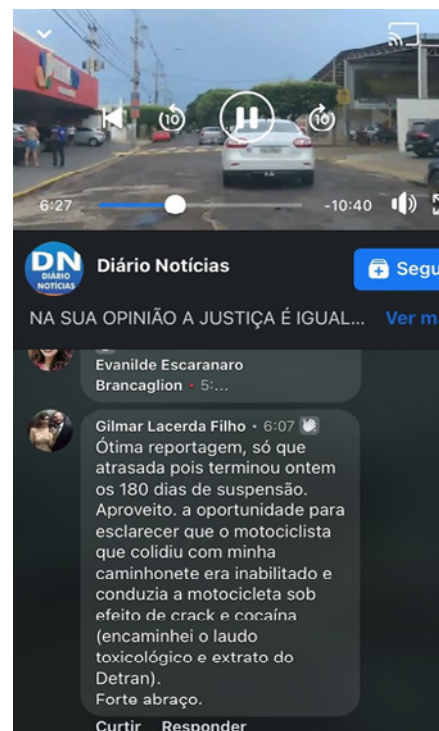 10
10
6:27
-10:40
DN
DIÁRIO
NOTÍCIAS
Diário Notícias
Segu
NA SUA OPINIÃO A JUSTIÇA É IGUAL...
Ver m
Evanilde Escaranaro
Brancaglion • 5:...
Gilmar Lacerda Filho • 6:07
Ótima reportagem, só que
atrasada pois terminou ontem
os 180 dias de suspensão.
Aproveito. a oportunidade para
esclarecer que o motociclista
que colidiu com minha
caminhonete era inabilitado e
conduzia a motocicleta sob
efeito de crack e cocaína
(encaminhei o laudo
toxicológico e extrato do
Detran).
Forte abraço.
Curtir Responder